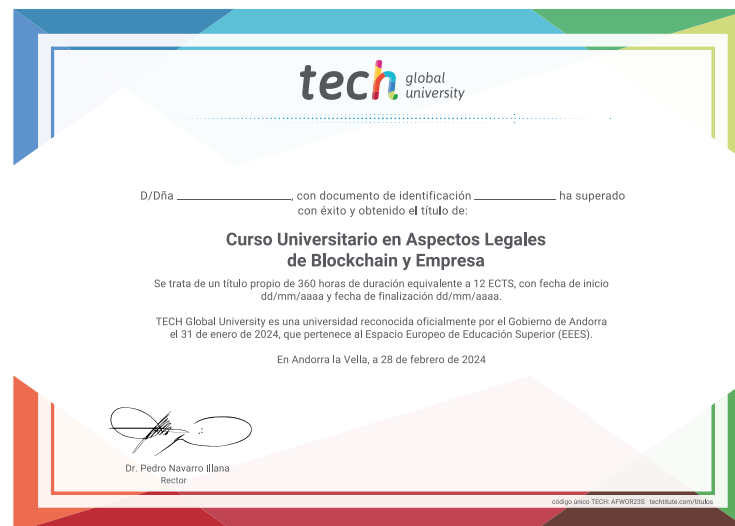 tech global university
D/Dña ____________________, con documento de identificación ______________ ha superado
con éxito y obtenido el título de:
Curso Universitario en Aspectos Legales
de Blockchain y Empresa
Se trata de un título propio de 360 horas de duración equivalente a 12 ECTS, con fecha de inicio
dd/mm/aaaa y fecha de finalización dd/mm/aaaa.
TECH Global University es una universidad reconocida oficialmente por el Gobierno de Andorra
el 31 de enero de 2024, que pertenece al Espacio Europeo de Educación Superior (EEES).
En Andorra la Vella, a 28 de febrero de 2024
Dr. Pedro Navarro Illana
Rector
código único TECH: AFWOR23S techtitute.com/titulos